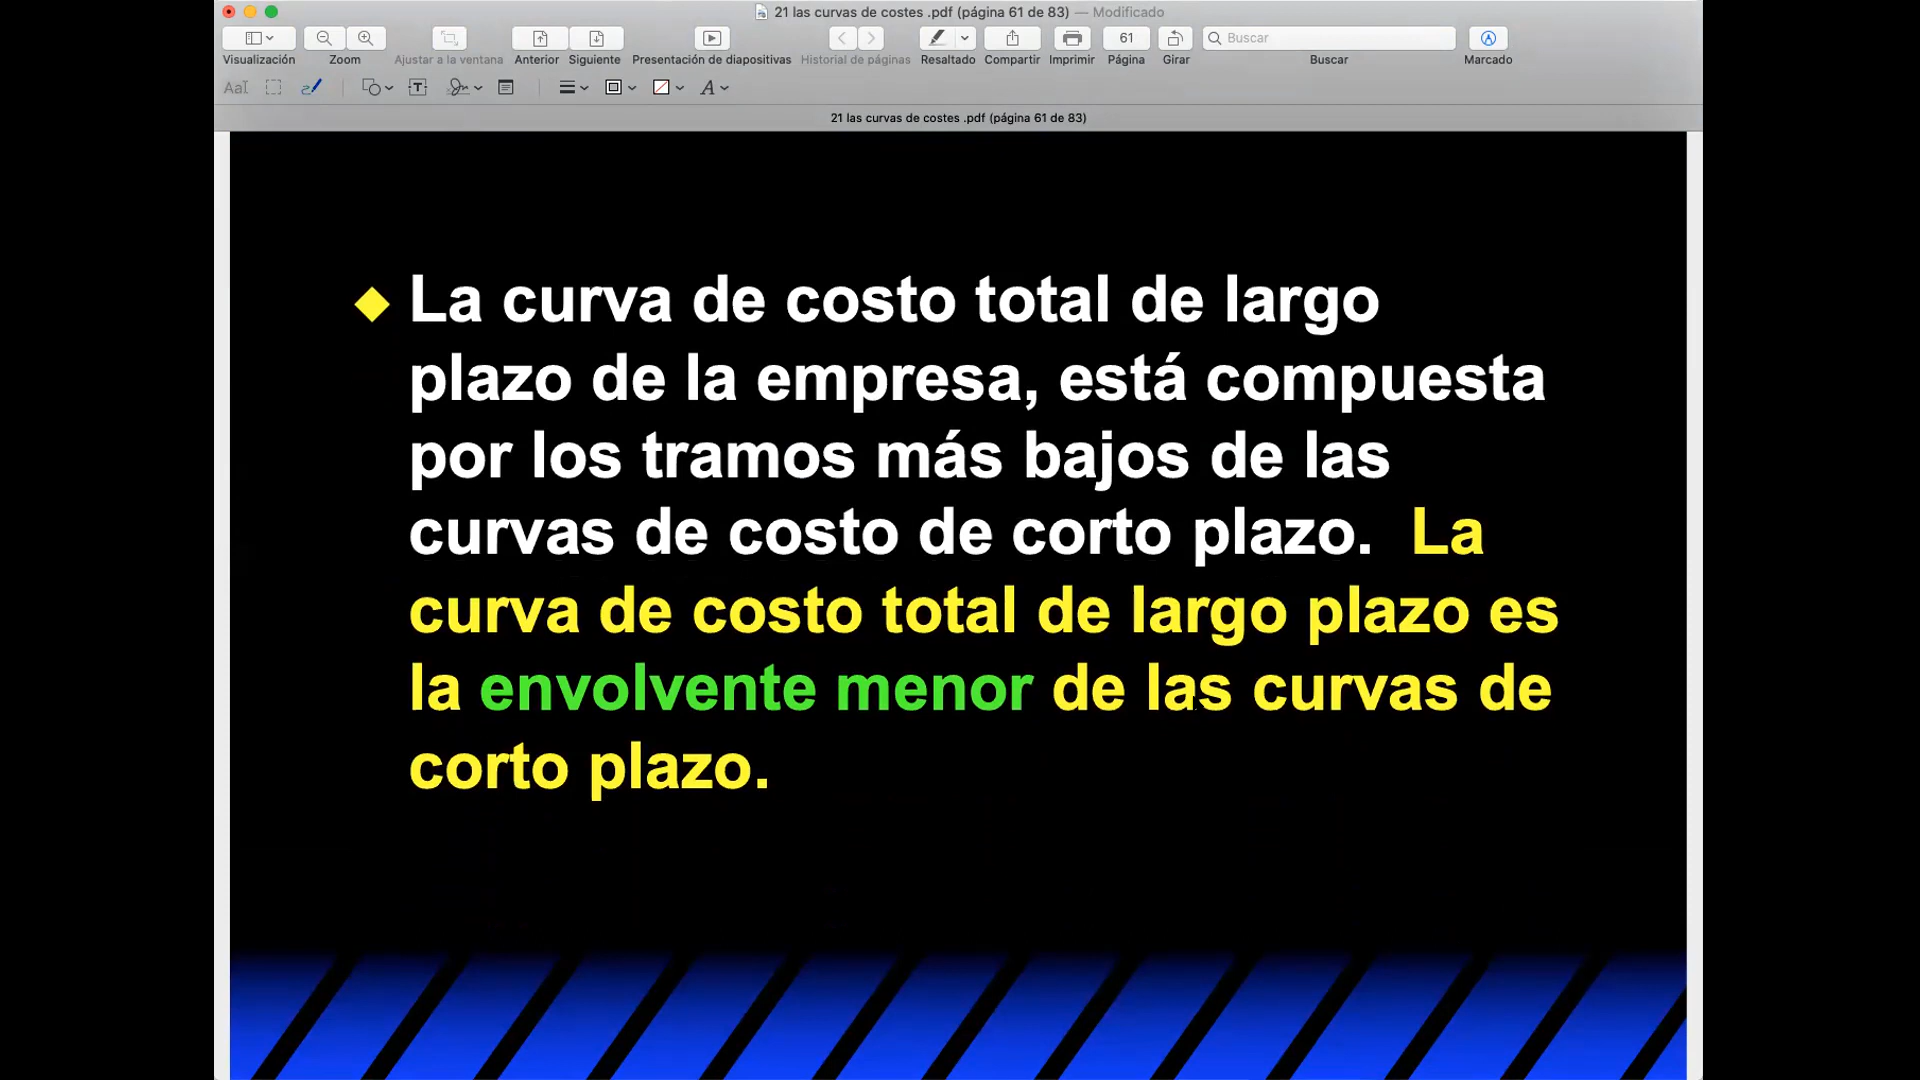 21 las curvas de costes .pdf (página 61 de 83) — Modificado
61
Buscar
Visualización
Zoom
Ajustar a la ventana
Anterior
Siguiente
Presentación de diapositivas
Historial de páginas
Resaltado
Compartir
Imprimir
Página
Girar
Buscar
Marcado
21 las curvas de costes .pdf (página 61 de 83)
La curva de costo total de largo
plazo de la empresa, está compuesta
por los tramos más bajos de las
curvas de costo de corto plazo. La
curva de costo total de largo plazo es
la envolvente menor de las curvas de
corto plazo.